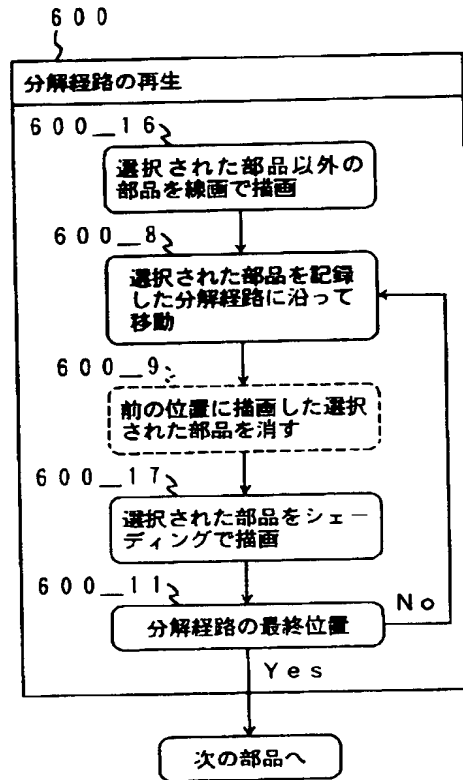 600
分解経路の再生
600_16
選択された部品以外の
部品を線画で描画
600_8
選択された部品を記録
した分解経路に沿って
移動
600_9
前の位置に描画した選択
された部品を消す
600_17
選択された部品をシェー
ディングで描画
600_11
分解経路の最終位置
No
Yes
次の部品へ